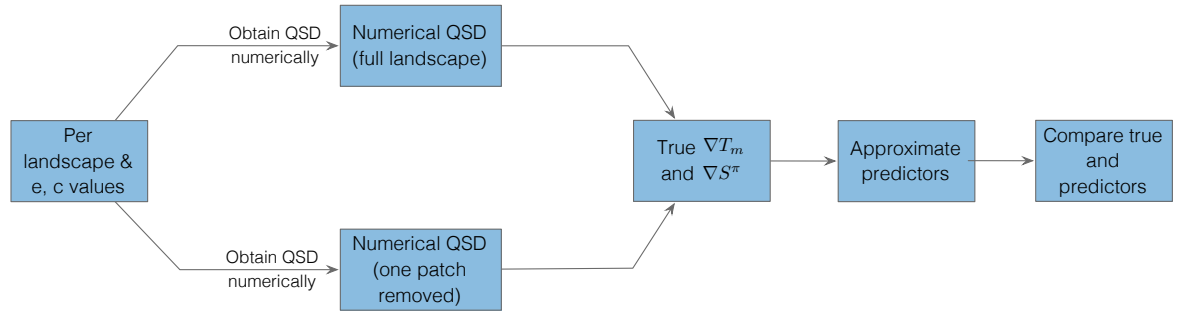 Per
landscape &
e, c values
Obtain QSD
numerically
Numerical QSD
(full landscape)
Obtain QSD
numerically
Numerical QSD
(one patch
removed)
True ∇Tₘ
and ∇S^π
Approximate
predictors
Compare true
and
predictors